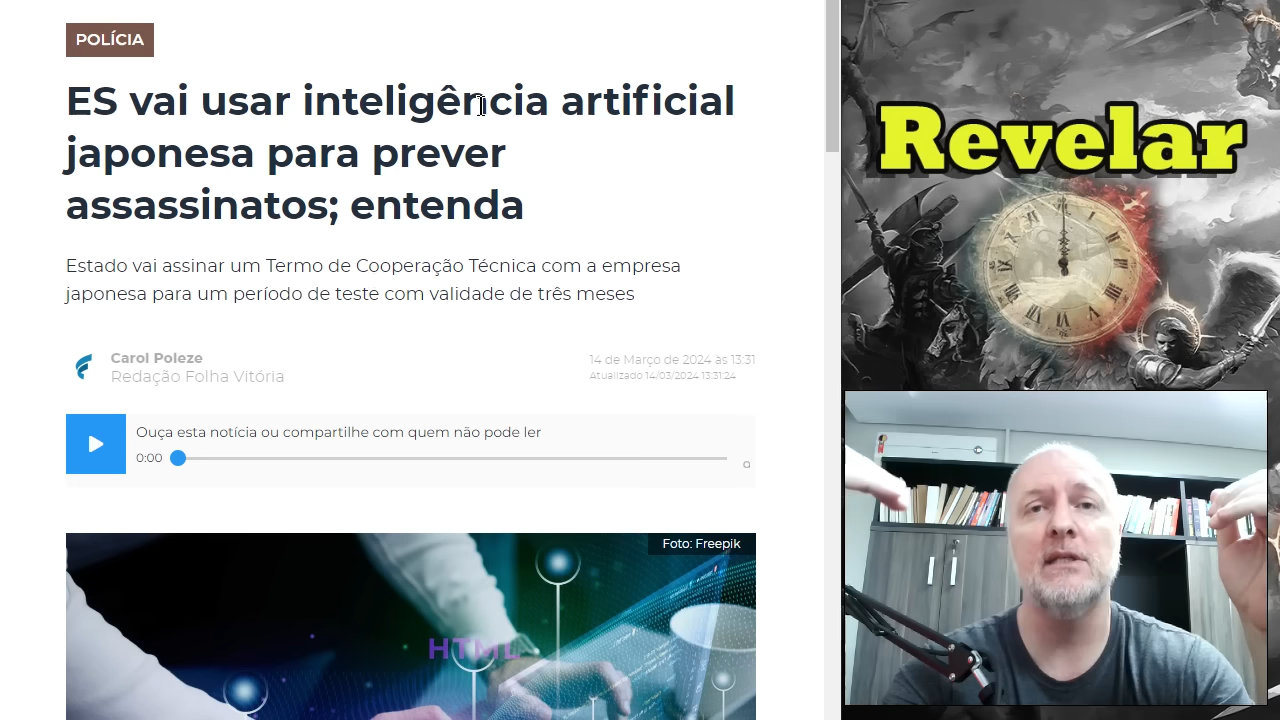 POLÍCIA
ES vai usar inteligência artificial
japonesa para prever
assassinatos; entenda
Estado vai assinar um Termo de Cooperação Técnica com a empresa
japonesa para um período de teste com validade de três meses
Carol Poleze
Redação Folha Vitória
14 de Março de 2024 às 13:31
Atualizado 14/03/2024 13:31:24
Ouça esta notícia ou compartilhe com quem não pode ler
0:00
Foto: Freepik
HTML
Revelar